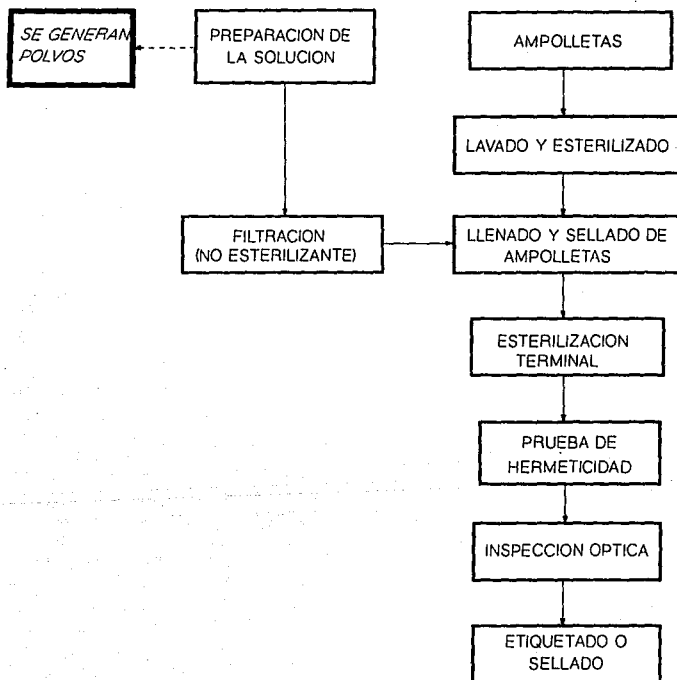 SE GENERAN
POLVOS
PREPARACION DE
LA SOLUCION
AMPOLLETAS
LAVADO Y ESTERILIZADO
FILTRACION
(NO ESTERILIZANTE)
LLENADO Y SELLADO DE
AMPOLLETAS
ESTERILIZACION
TERMINAL
PRUEBA DE
HERMETICIDAD
INSPECCION OPTICA
ETIQUETADO O
SELLADO